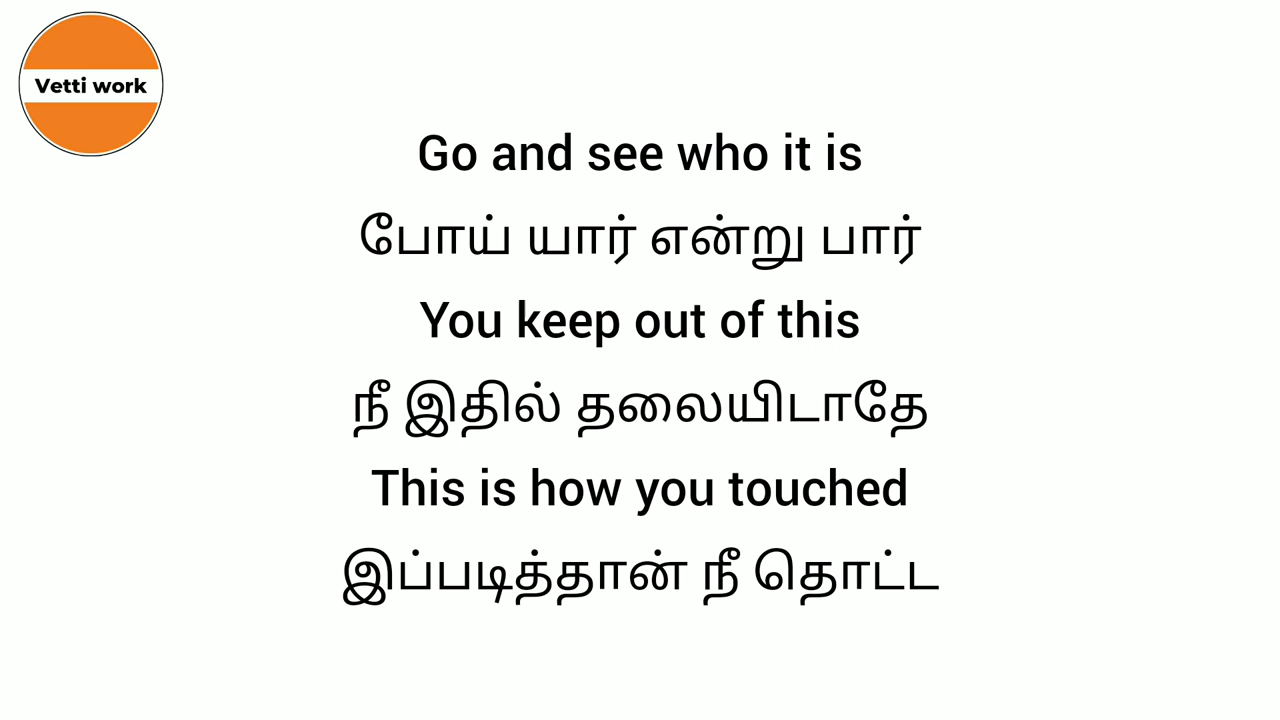 Vetti work
Go and see who it is
போய் யார் என்று பார்
You keep out of this
நீ இதில் தலையிடாதே
This is how you touched
இப்படித்தான் நீ தொட்ட